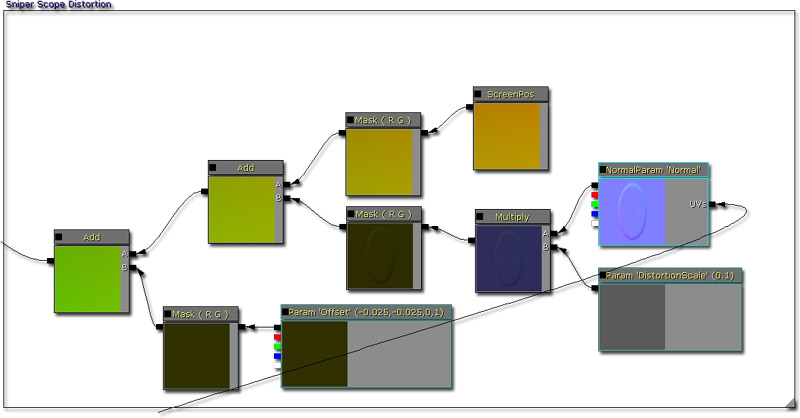 Sniper Scope Distortion
ScreenPos
Mask ( R G )
Add
A
B
NormalParam 'Normal'
UVs
Mask ( R G )
Multiply
A
B
Add
A
B
Param 'DistortionScale' (0.1)
Mask ( R G )
Param 'Offset' (-0.025,-0.025,0,1)